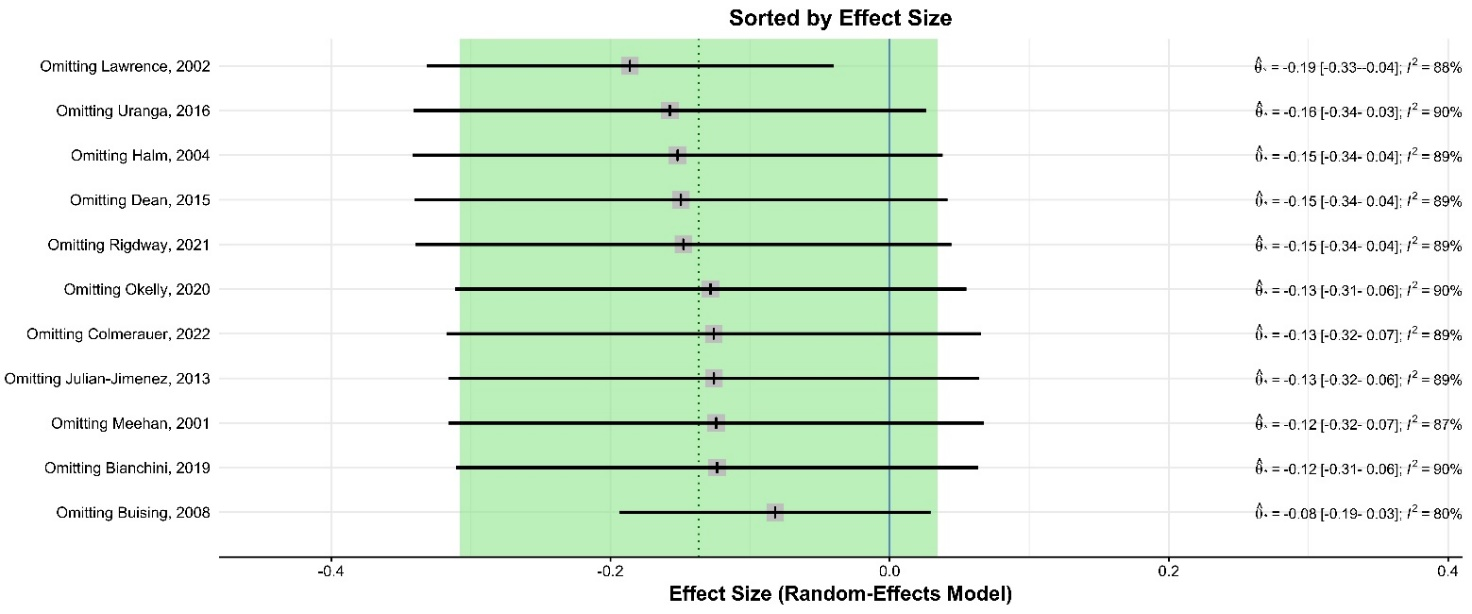 Sorted by Effect Size
Omitting Lawrence, 2002 θ̂* = -0.19 [-0.33--0.04]; I² = 88%
Omitting Uranga, 2016 θ̂* = -0.16 [-0.34- 0.03]; I² = 90%
Omitting Halm, 2004 θ̂* = -0.15 [-0.34- 0.04]; I² = 89%
Omitting Dean, 2015 θ̂* = -0.15 [-0.34- 0.04]; I² = 89%
Omitting Rigdway, 2021 θ̂* = -0.15 [-0.34- 0.04]; I² = 89%
Omitting Okelly, 2020 θ̂* = -0.13 [-0.31- 0.06]; I² = 90%
Omitting Colmerauer, 2022 θ̂* = -0.13 [-0.32- 0.07]; I² = 89%
Omitting Julian-Jimenez, 2013 θ̂* = -0.13 [-0.32- 0.06]; I² = 89%
Omitting Meehan, 2001 θ̂* = -0.12 [-0.32- 0.07]; I² = 87%
Omitting Bianchini, 2019 θ̂* = -0.12 [-0.31- 0.06]; I² = 90%
Omitting Buising, 2008 θ̂* = -0.08 [-0.19- 0.03]; I² = 80%
-0.4 -0.2 0.0 0.2 0.4
Effect Size (Random-Effects Model)